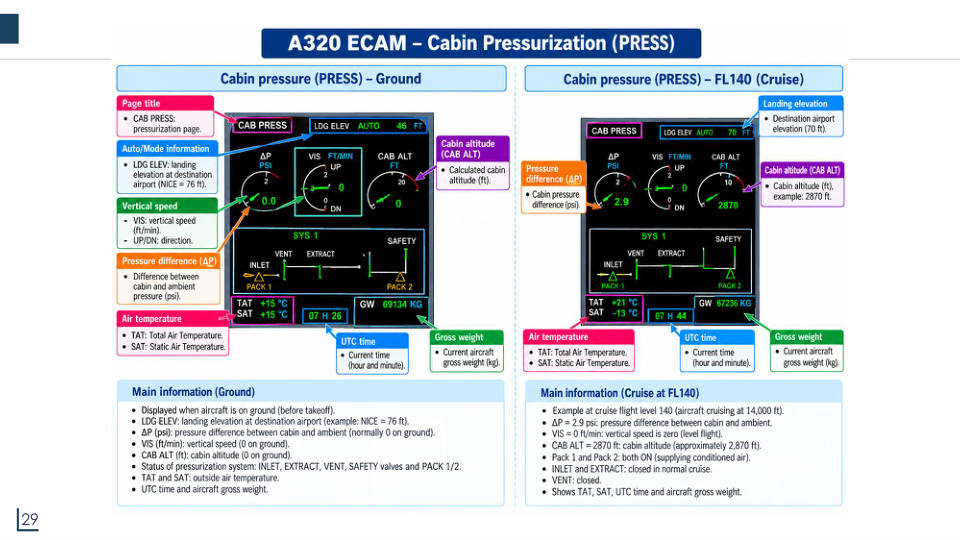 A320 ECAM – Cabin Pressurization (PRESS)
Cabin pressure (PRESS) – Ground
Page title
• CAB PRESS:
pressurization page.
Auto/Mode information
• LDG ELEV: landing
elevation at destination
airport (NICE = 76 ft).
Vertical speed
– VIS: vertical speed
(ft/min).
– UP/DN: direction.
Pressure difference (ΔP)
• Difference between
cabin and ambient
pressure (psi).
Air temperature
• TAT: Total Air Temperature.
• SAT: Static Air Temperature.
CAB PRESS
LDG ELEV AUTO 46 FT
ΔP
PSI
2
0.0
VIS FT/MIN
UP
2
0
0
DN
CAB ALT
FT
20
0
SYS 1
SAFETY
VENT EXTRACT
INLET
PACK 1 PACK 2
TAT +15 °C
SAT +15 °C
07 H 26
GW 69134 KG
Cabin altitude
(CAB ALT)
• Calculated cabin
altitude (ft).
UTC time
• Current time
(hour and minute).
Gross weight
• Current aircraft
gross weight (kg).
Main information (Ground)
• Displayed when aircraft is on ground (before takeoff).
• LDG ELEV: landing elevation at destination airport (example: NICE = 76 ft).
• ΔP (psi): pressure difference between cabin and ambient (normally 0 on ground).
• VIS (ft/min): vertical speed (0 on ground).
• CAB ALT (ft): cabin altitude (0 on ground).
• Status of pressurization system: INLET, EXTRACT, VENT, SAFETY valves and PACK 1/2.
• TAT and SAT: outside air temperature.
• UTC time and aircraft gross weight.
Cabin pressure (PRESS) – FL140 (Cruise)
Landing elevation
• Destination airport
elevation (70 ft).
CAB PRESS
LDG ELEV AUTO 70 FT
ΔP
PSI
2
2.9
VIS FT/MIN
UP
2
0
0
DN
CAB ALT
FT
10
2870
Pressure
difference (ΔP)
• Cabin pressure
difference (psi).
Cabin altitude (CAB ALT)
• Cabin altitude (ft),
example: 2870 ft.
SYS 1
SAFETY
VENT EXTRACT
INLET
PACK 1 PACK 2
TAT +21 °C
SAT -13 °C
07 H 44
GW 67236 KG
Air temperature
• TAT: Total Air Temperature.
• SAT: Static Air Temperature.
UTC time
• Current time
(hour and minute).
Gross weight
• Current aircraft
gross weight (kg).
Main information (Cruise at FL140)
• Example at cruise flight level 140 (aircraft cruising at 14,000 ft).
• ΔP = 2.9 psi: pressure difference between cabin and ambient.
• VIS = 0 ft/min: vertical speed is zero (level flight).
• CAB ALT = 2870 ft: cabin altitude (approximately 2,870 ft).
• Pack 1 and Pack 2: both ON (supplying conditioned air).
• INLET and EXTRACT: closed in normal cruise.
• VENT: closed.
• Shows TAT, SAT, UTC time and aircraft gross weight.
29